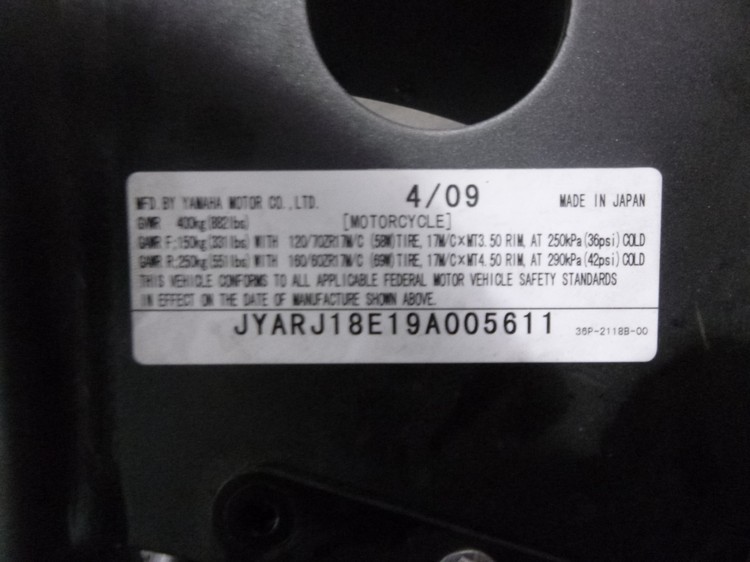 MFD. BY YAMAHA MOTOR CO., LTD. 4/09 MADE IN JAPAN
GVWR 400kg(882lbs) [MOTORCYCLE]
GAWR F;150kg(331lbs) WITH 120/70ZR17M/C (58W)TIRE, 17M/C×MT3.50 RIM, AT 250kPa(36psi)COLD
GAWR R;250kg(551lbs) WITH 160/60ZR17M/C (69W)TIRE, 17M/C×MT4.50 RIM, AT 290kPa(42psi)COLD
THIS VEHICLE CONFORMS TO ALL APPLICABLE FEDERAL MOTOR VEHICLE SAFETY STANDARDS
IN EFFECT ON THE DATE OF MANUFACTURE SHOWN ABOVE.
JYARJ18E19A005611 36P-2118B-00